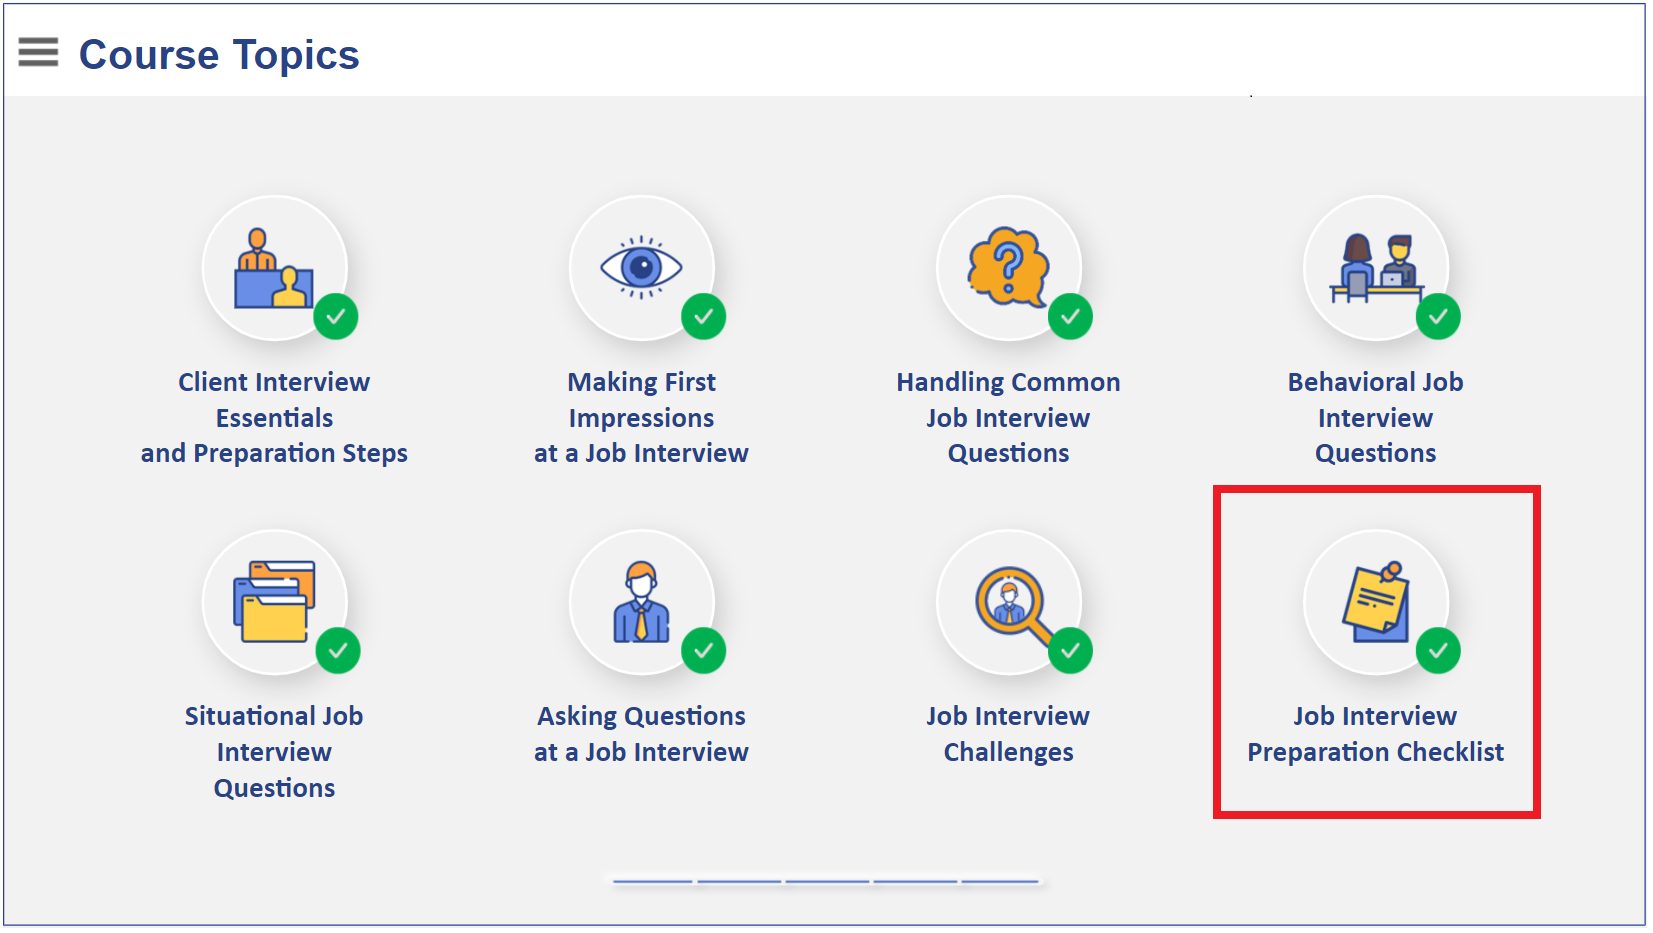 Course Topics
Client Interview
Essentials
and Preparation Steps
Making First
Impressions
at a Job Interview
Handling Common
Job Interview
Questions
Behavioral Job
Interview
Questions
Situational Job
Interview
Questions
Asking Questions
at a Job Interview
Job Interview
Challenges
Job Interview
Preparation Checklist